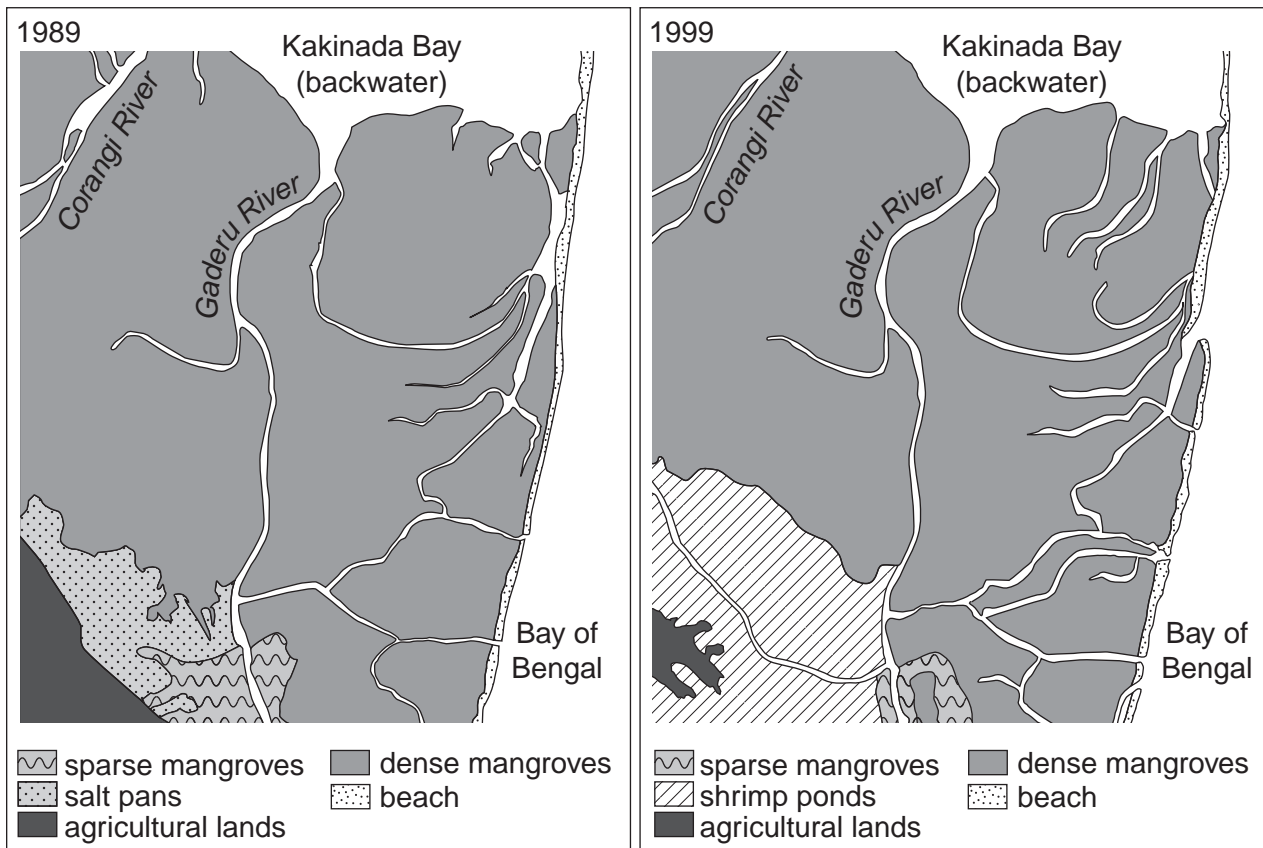 1989
Kakinada Bay
(backwater)
Corangi River
Gaderu River
Bay of
Bengal
sparse mangroves
salt pans
agricultural lands
dense mangroves
beach
1999
Kakinada Bay
(backwater)
Corangi River
Gaderu River
Bay of
Bengal
sparse mangroves
shrimp ponds
agricultural lands
dense mangroves
beach